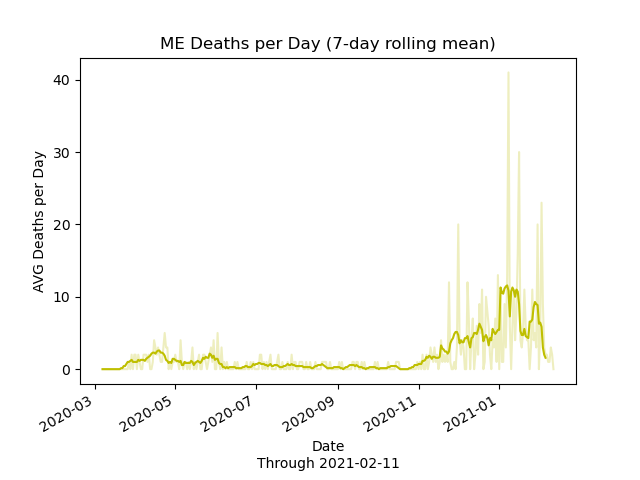 ME Deaths per Day (7-day rolling mean)
AVG Deaths per Day
40
30
20
10
0
2020-03
2020-05
2020-07
2020-09
2020-11
2021-01
Date
Through 2021-02-11